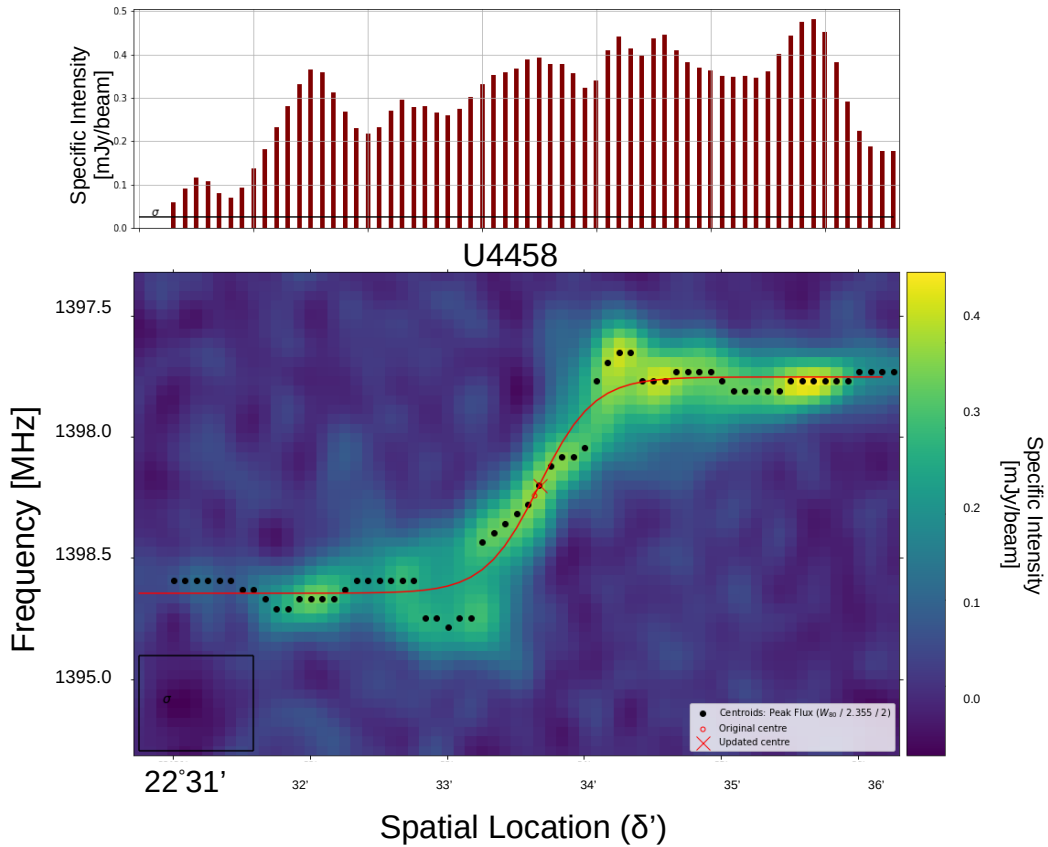 Specific Intensity
[mJy/beam]
0.5
0.4
0.3
0.2
0.1
0.0
σ
U4458
Frequency [MHz]
1397.5
1398.0
1398.5
1395.0
σ
Centroids: Peak Flux (W80 / 2.355 / 2)
Original centre
Updated centre
22°31’
32'
33'
34'
35'
36'
Spatial Location (δ’)
0.4
0.3
0.2
0.1
0.0
Specific Intensity
[mJy/beam]